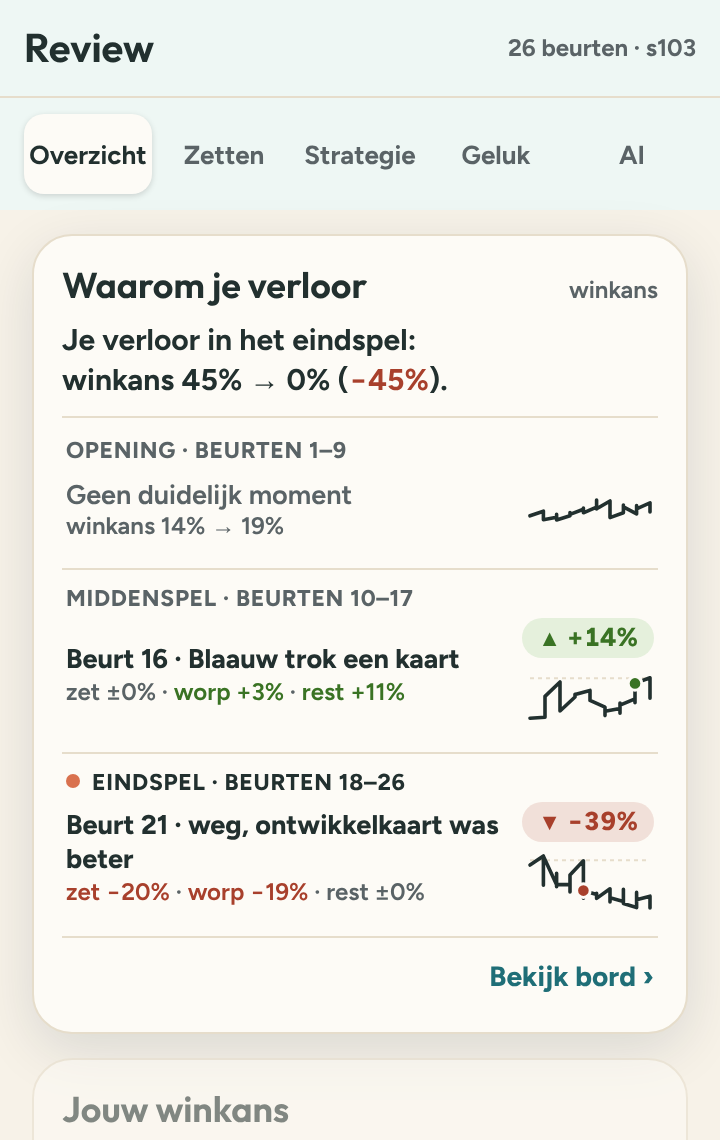 Review
26 beurten · s103
Overzicht
Zetten
Strategie
Geluk
AI
Waarom je verloor
winkans
Je verloor in het eindspel:
winkans 45% → 0% (−45%).
OPENING · BEURTEN 1–9
Geen duidelijk moment
winkans 14% → 19%
MIDDENSPEL · BEURTEN 10–17
▲ +14%
Beurt 16 · Blaauw trok een kaart
zet ±0% · worp +3% · rest +11%
EINDSPEL · BEURTEN 18–26
Beurt 21 · weg, ontwikkelkaart was
beter
▼ −39%
zet −20% · worp −19% · rest ±0%
Bekijk bord ›
Jouw winkans